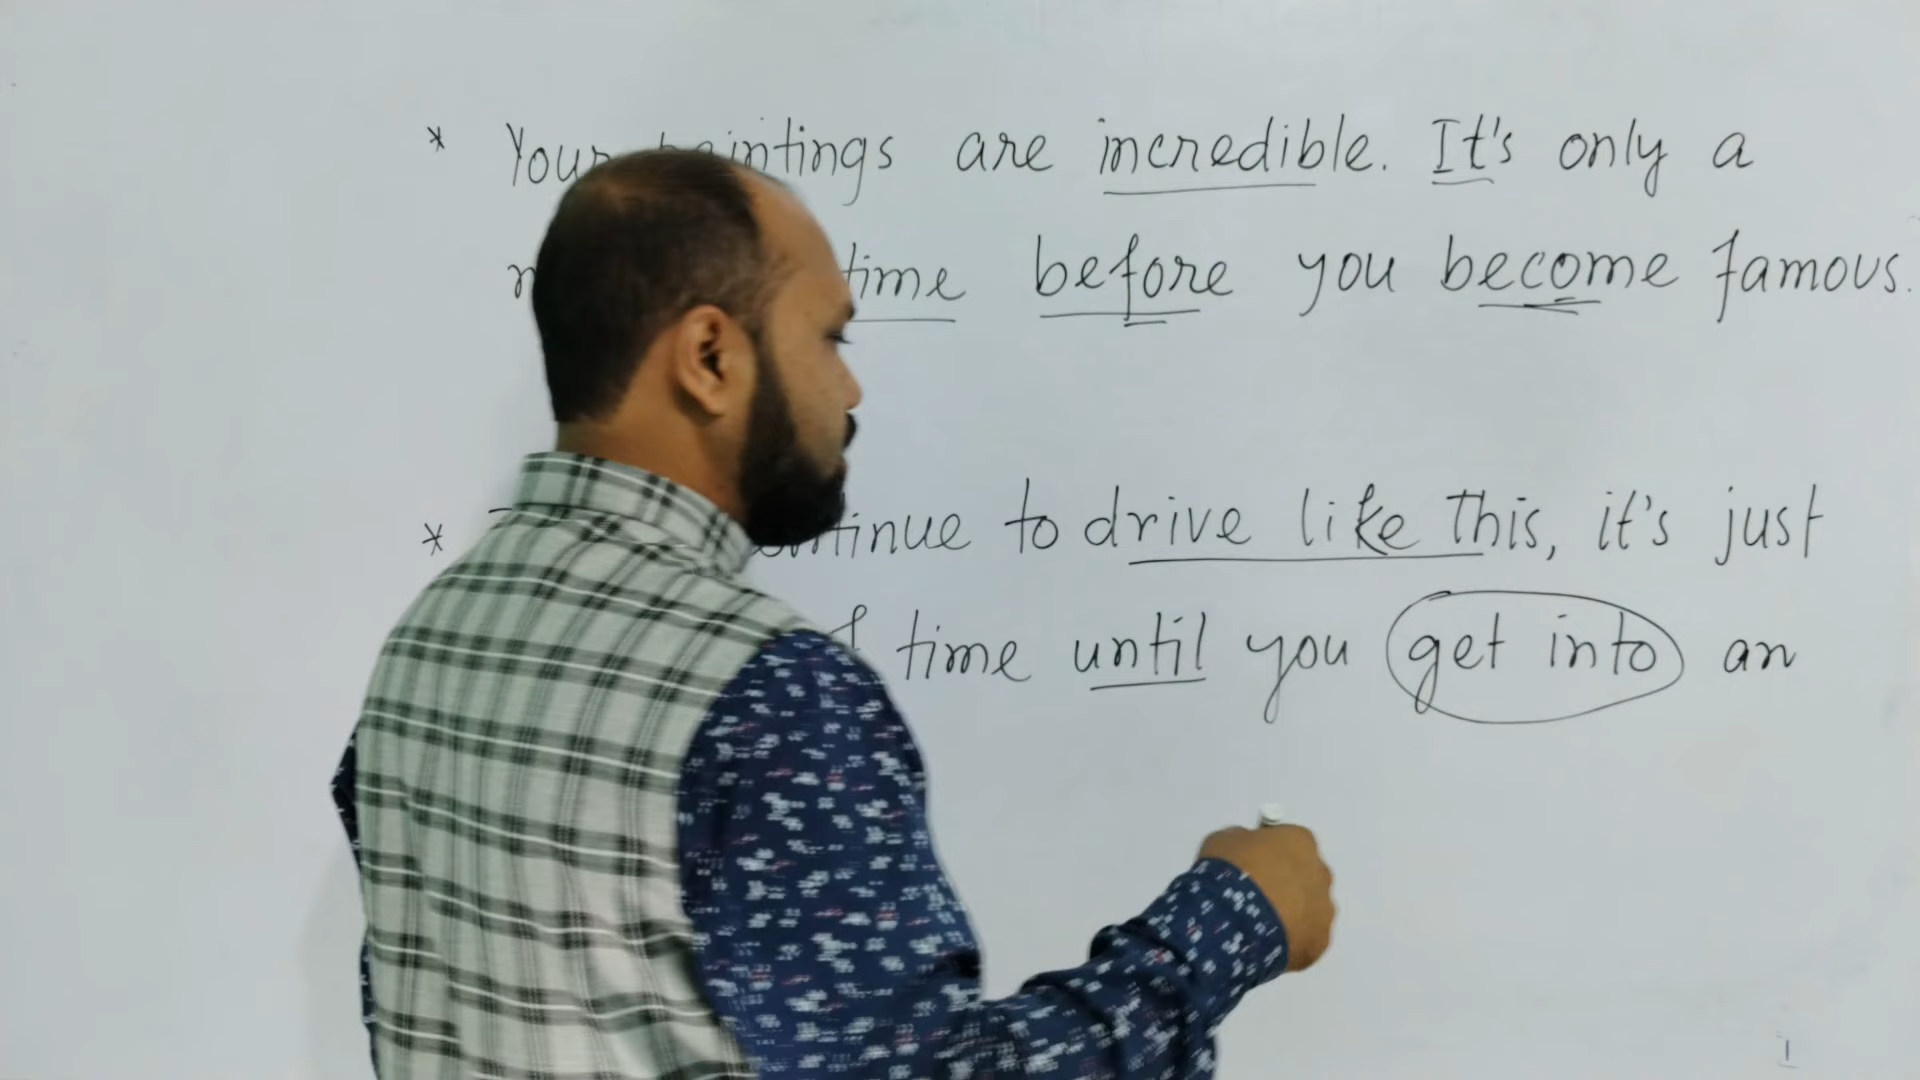 * Your paintings are incredible. It's only a
time before you become famous.
* continue to drive like this, it's just
time until you get into an